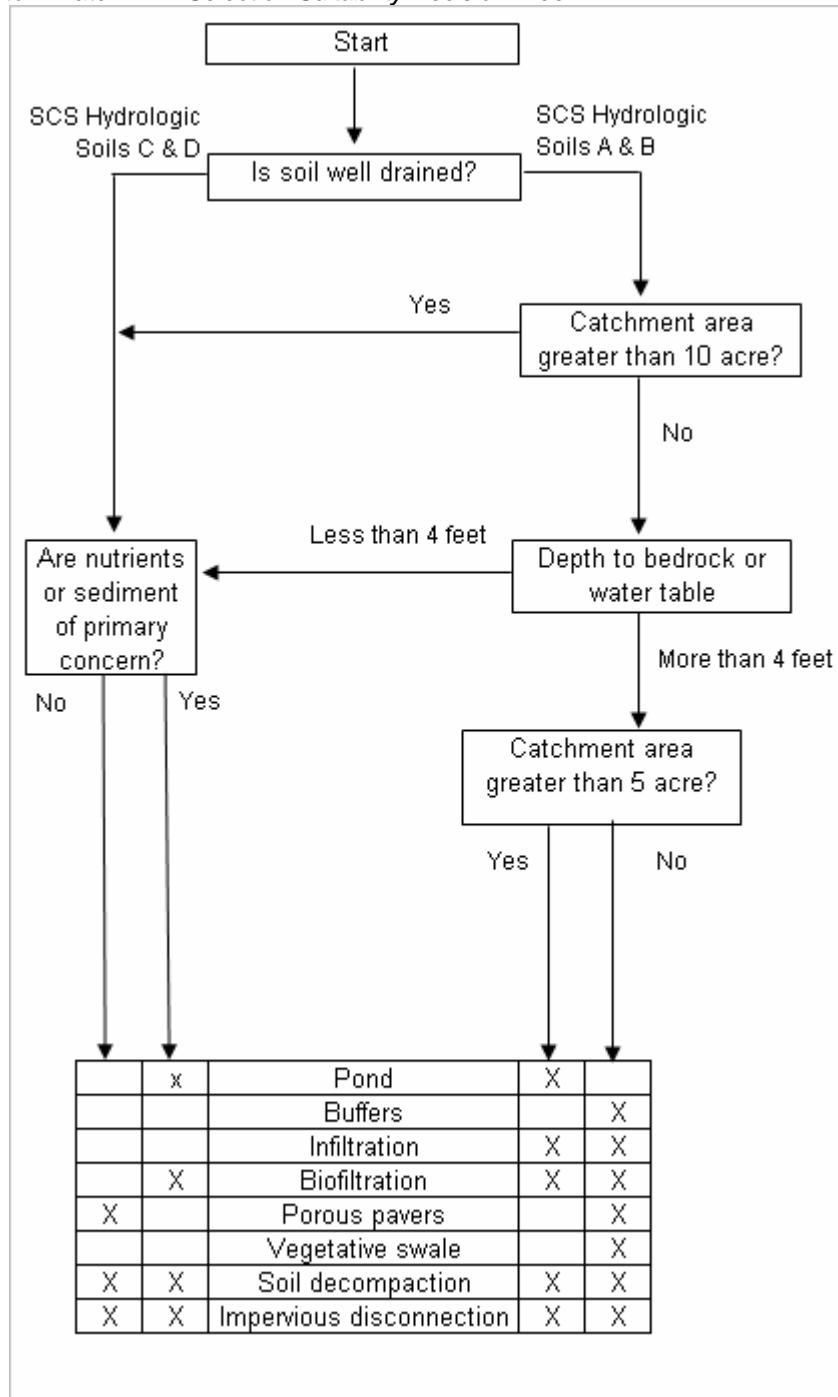 Start
SCS Hydrologic
Soils C & D
SCS Hydrologic
Soils A & B
Is soil well drained?
Yes
Catchment area
greater than 10 acre?
No
Less than 4 feet
Are nutrients
or sediment
of primary
concern?
Depth to bedrock or
water table
More than 4 feet
No
Yes
Catchment area
greater than 5 acre?
Yes
No
x Pond X
Buffers X
Infiltration X X
X Biofiltration X X
X Porous pavers X
Vegetative swale X
X X Soil decompaction X X
X X Impervious disconnection X X